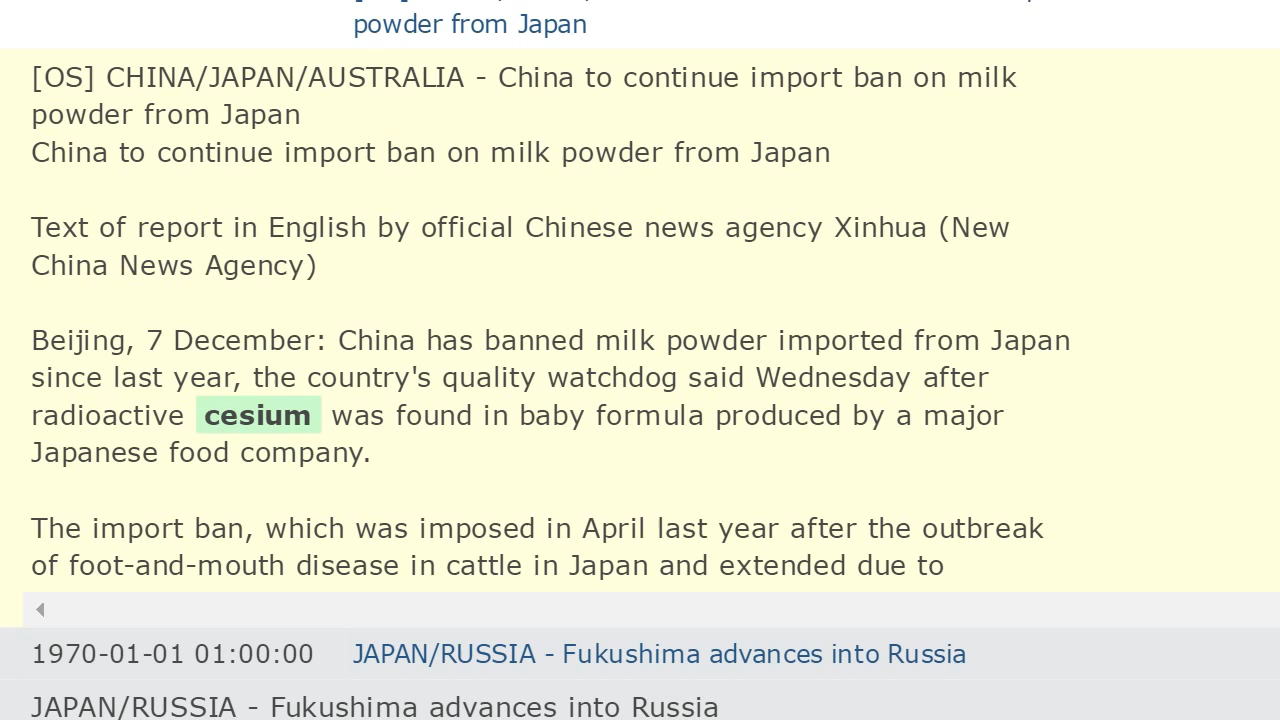 powder from Japan
[OS] CHINA/JAPAN/AUSTRALIA - China to continue import ban on milk
powder from Japan
China to continue import ban on milk powder from Japan
Text of report in English by official Chinese news agency Xinhua (New
China News Agency)
Beijing, 7 December: China has banned milk powder imported from Japan
since last year, the country's quality watchdog said Wednesday after
radioactive cesium was found in baby formula produced by a major
Japanese food company.
The import ban, which was imposed in April last year after the outbreak
of foot-and-mouth disease in cattle in Japan and extended due to
1970-01-01 01:00:00 JAPAN/RUSSIA - Fukushima advances into Russia
JAPAN/RUSSIA - Fukushima advances into Russia